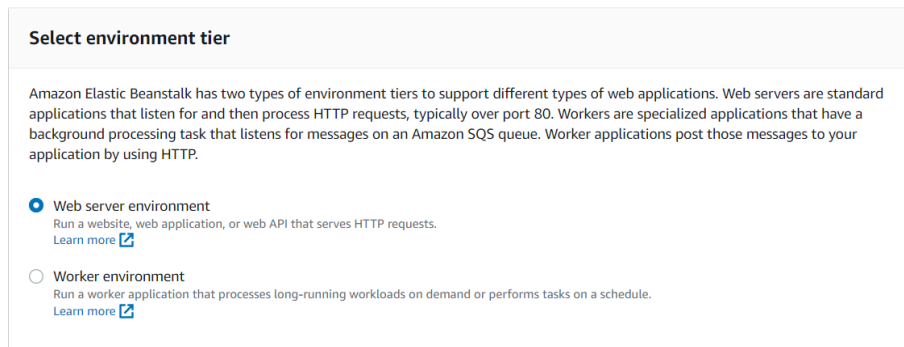 Select environment tier
Amazon Elastic Beanstalk has two types of environment tiers to support different types of web applications. Web servers are standard
applications that listen for and then process HTTP requests, typically over port 80. Workers are specialized applications that have a
background processing task that listens for messages on an Amazon SQS queue. Worker applications post those messages to your
application by using HTTP.
Web server environment
Run a website, web application, or web API that serves HTTP requests.
Learn more
Worker environment
Run a worker application that processes long-running workloads on demand or performs tasks on a schedule.
Learn more